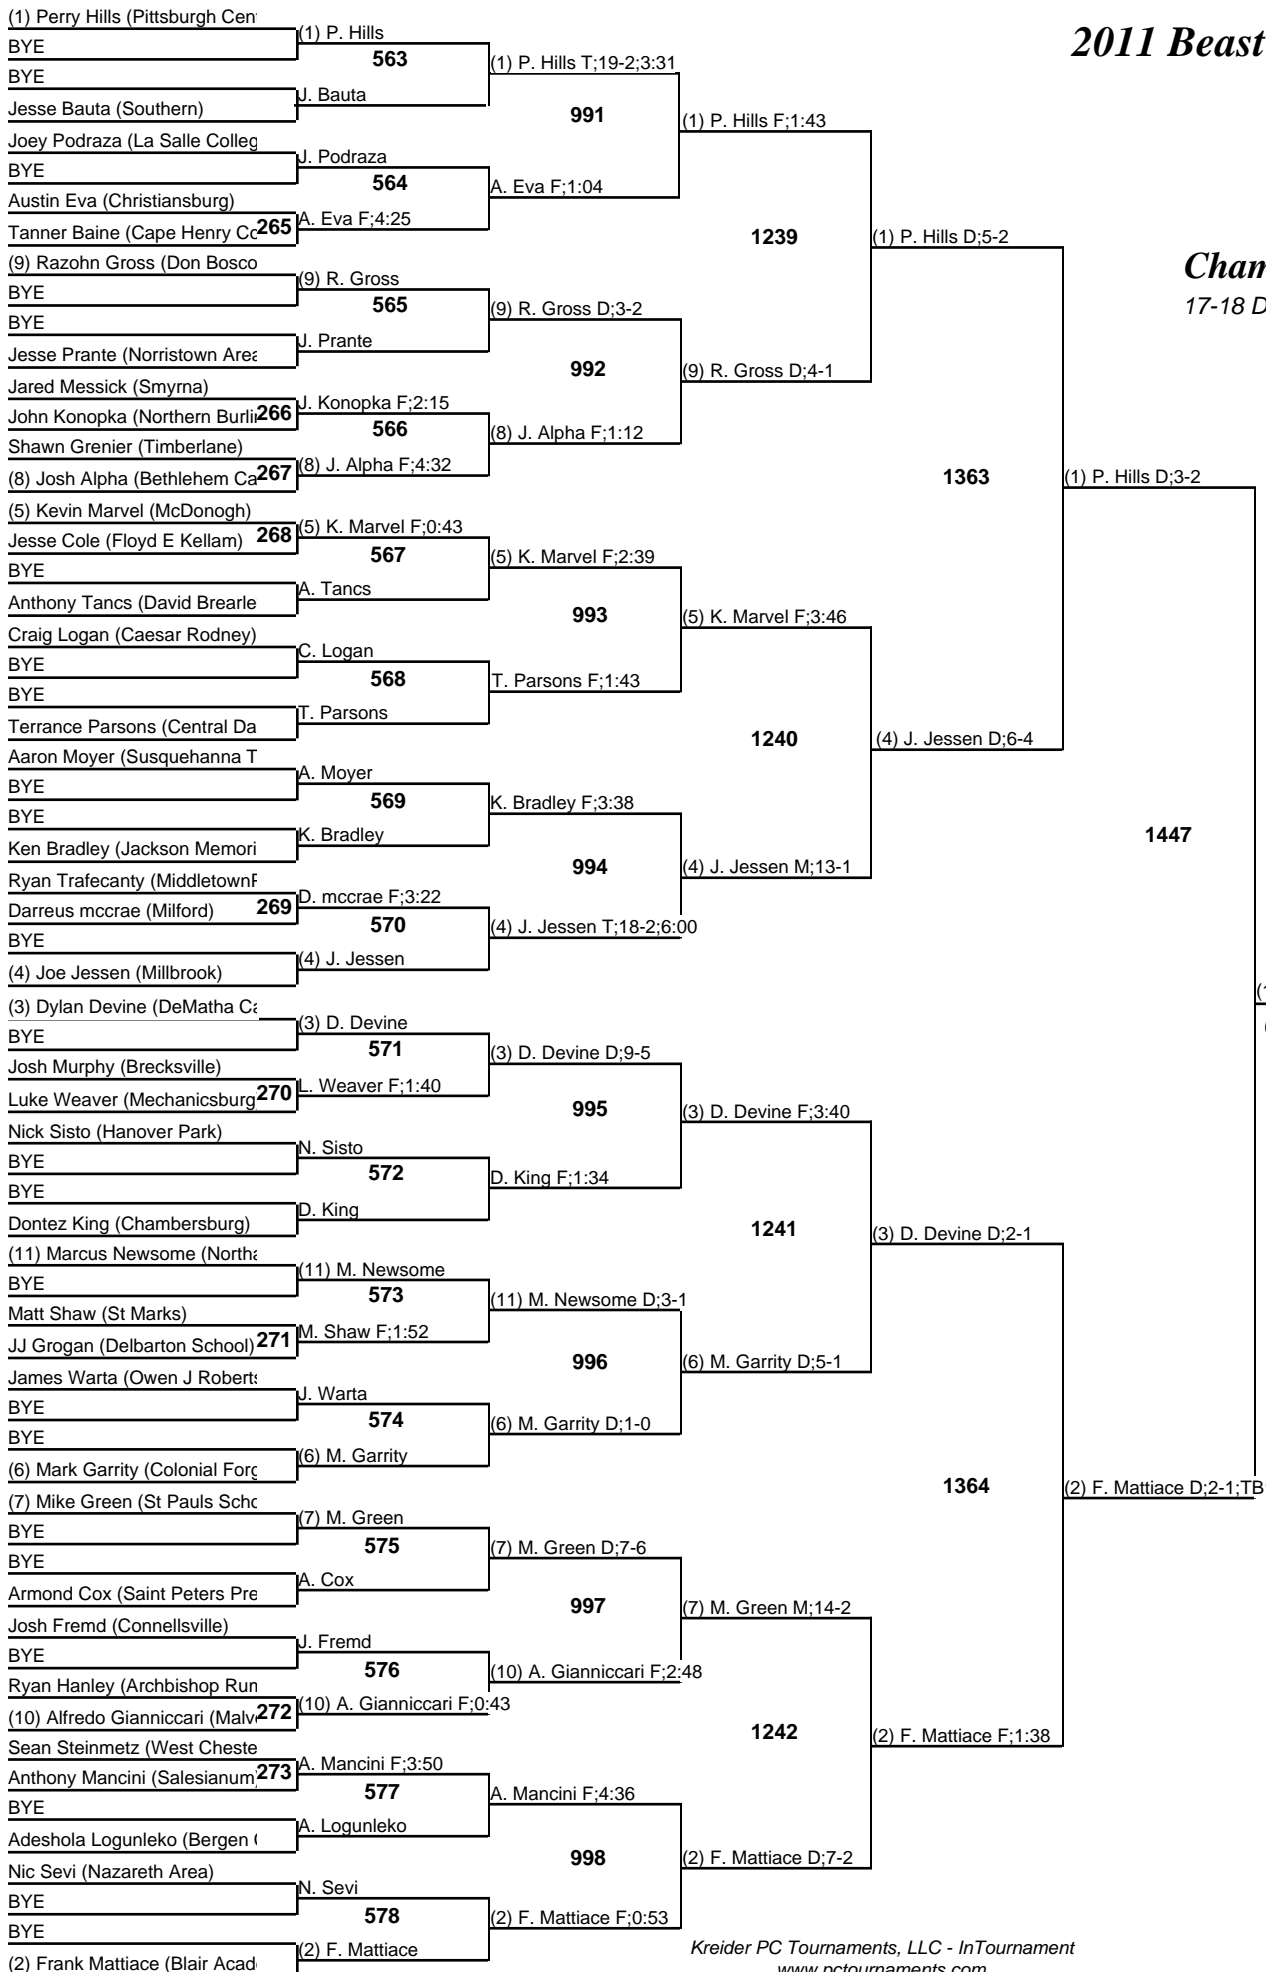 (1) Perry Hills (Pittsburgh Cen
BYE
BYE
Jesse Bauta (Southern)
Joey Podraza (La Salle Colleg
BYE
Austin Eva (Christiansburg)
Tanner Baine (Cape Henry Co
(9) Razohn Gross (Don Bosco
BYE
BYE
Jesse Prante (Norristown Area
Jared Messick (Smyrna)
John Konopka (Northern Burlin
Shawn Grenier (Timberlane)
(8) Josh Alpha (Bethlehem Ca
(5) Kevin Marvel (McDonogh)
Jesse Cole (Floyd E Kellam)
BYE
Anthony Tancs (David Brearle
Craig Logan (Caesar Rodney)
BYE
BYE
Terrance Parsons (Central Da
Aaron Moyer (Susquehanna T
BYE
BYE
Ken Bradley (Jackson Memori
Ryan Trafecanty (Middletown
Darreus mccrae (Milford)
BYE
(4) Joe Jessen (Millbrook)
(3) Dylan Devine (DeMatha Ca
BYE
Josh Murphy (Brecksville)
Luke Weaver (Mechanicsburg
Nick Sisto (Hanover Park)
BYE
BYE
Dontez King (Chambersburg)
(11) Marcus Newsome (Northa
BYE
Matt Shaw (St Marks)
JJ Grogan (Delbarton School)
James Warta (Owen J Roberts
BYE
BYE
(6) Mark Garrity (Colonial Forg
(7) Mike Green (St Pauls Scho
BYE
BYE
Armond Cox (Saint Peters Pre
Josh Fremd (Connellsville)
BYE
Ryan Hanley (Archbishop Rum
(10) Alfredo Gianniccari (Malv
Sean Steinmetz (West Cheste
Anthony Mancini (Salesianum
BYE
Adeshola Logunleko (Bergen
Nic Sevi (Nazareth Area)
BYE
BYE
(2) Frank Mattiace (Blair Acad
265
266
267
268
269
270
271
272
273
(1) P. Hills
563
J. Bauta
J. Podraza
564
A. Eva F;4:25
(9) R. Gross
565
J. Prante
J. Konopka F;2:15
566
(8) J. Alpha F;4:32
(5) K. Marvel F;0:43
567
A. Tancs
C. Logan
568
T. Parsons
A. Moyer
569
K. Bradley
D. mccrae F;3:22
570
(4) J. Jessen
(3) D. Devine
571
L. Weaver F;1:40
N. Sisto
572
D. King
(11) M. Newsome
573
M. Shaw F;1:52
J. Warta
574
(6) M. Garrity
(7) M. Green
575
A. Cox
J. Fremd
576
(10) A. Gianniccari F;0:43
A. Mancini F;3:50
577
A. Logunleko
N. Sevi
578
(2) F. Mattiace
(1) P. Hills T;19-2;3:31
991
A. Eva F;1:04
(9) R. Gross D;3-2
992
(8) J. Alpha F;1:12
(5) K. Marvel F;2:39
993
T. Parsons F;1:43
K. Bradley F;3:38
994
(4) J. Jessen T;18-2;6:00
(3) D. Devine D;9-5
995
D. King F;1:34
(11) M. Newsome D;3-1
996
(6) M. Garrity D;1-0
(7) M. Green D;7-6
997
(10) A. Gianniccari F;2:48
A. Mancini F;4:36
998
(2) F. Mattiace F;0:53
(1) P. Hills F;1:43
1239
(9) R. Gross D;4-1
(5) K. Marvel F;3:46
1240
(4) J. Jessen M;13-1
(3) D. Devine F;3:40
1241
(6) M. Garrity D;5-1
(7) M. Green M;14-2
1242
(2) F. Mattiace D;7-2
(1) P. Hills D;5-2
1363
(4) J. Jessen D;6-4
(3) D. Devine D;2-1
1364
(2) F. Mattiace F;1:38
(1) P. Hills D;3-2
1447
(2) F. Mattiace D;2-1;TB
2011 Beast
Cham
17-18 D
Kreider PC Tournaments, LLC - InTournament
www.pctournaments.com